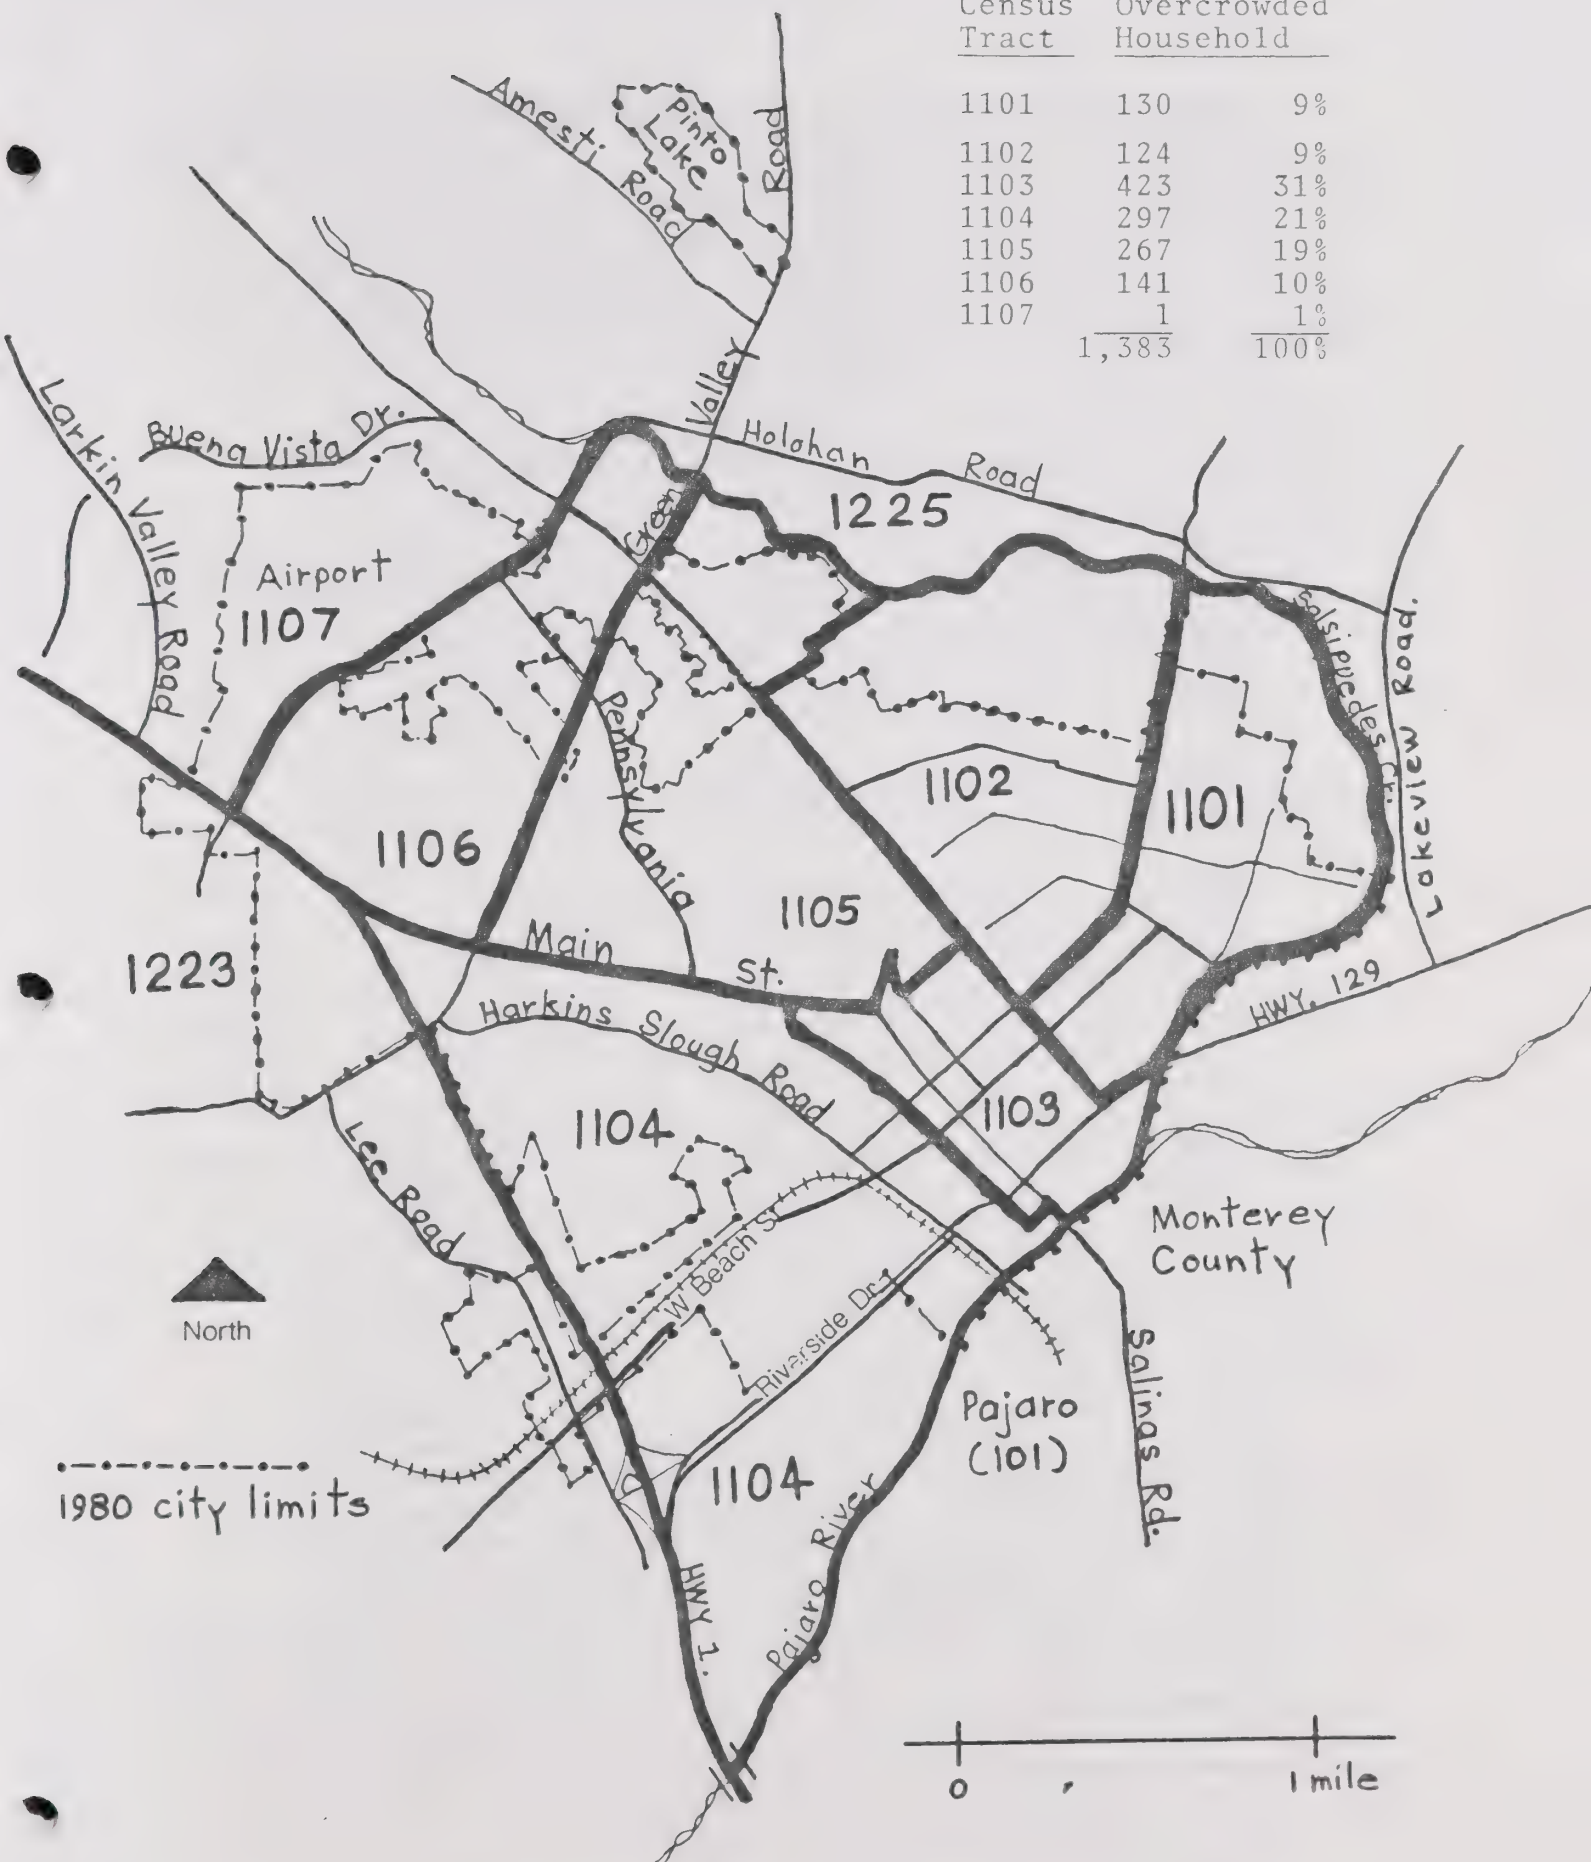 Census Overcrowded
Tract Household
1101 130 9%
1102 124 9%
1103 423 31%
1104 297 21%
1105 267 19%
1106 141 10%
1107 1 1%
1,383 100%
Amesti Road
Pinto
Lake
Green Valley Road
Larkin Valley Road
Buena Vista Dr.
Holohan Road
1225
Airport
1107
Salsipuedes Cr.
Lakeview Road.
Pennsylvania
1102
1101
1106
1105
1223
Main St.
HWY. 129
Harkins Slough Road
1103
1104
Lee Road
Monterey
County
North
W Beach St
Riverside Dr.
Salinas Rd.
Pajaro
(101)
1980 city limits
1104
Pajaro River
HWY 1.
0 1 mile